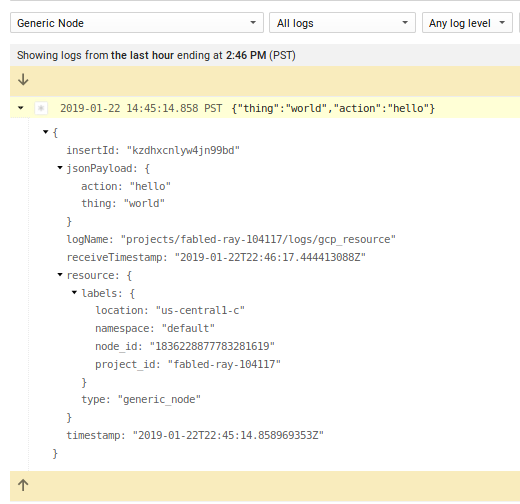 Generic Node All logs Any log level
Showing logs from the last hour ending at 2:46 PM (PST)
2019-01-22 14:45:14.858 PST {"thing":"world","action":"hello"}
{
insertId: "kzdhxcnlyw4jn99bd"
jsonPayload: {
action: "hello"
thing: "world"
}
logName: "projects/fabled-ray-104117/logs/gcp_resource"
receiveTimestamp: "2019-01-22T22:46:17.444413088Z"
resource: {
labels: {
location: "us-central1-c"
namespace: "default"
node_id: "1836228877783281619"
project_id: "fabled-ray-104117"
}
type: "generic_node"
}
timestamp: "2019-01-22T22:45:14.858969353Z"
}